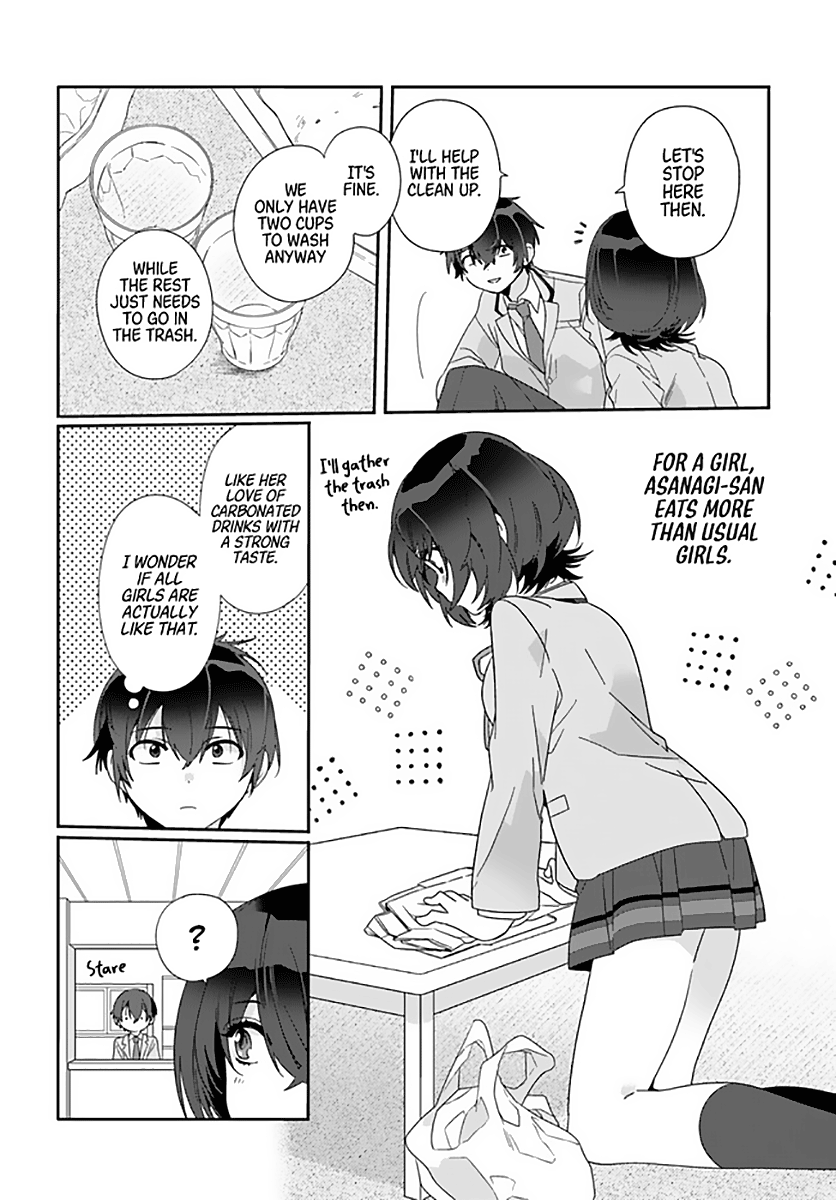 LET'S
STOP
HERE
THEN.
I'LL HELP
WITH THE
CLEAN UP.
IT'S
FINE.
WE
ONLY HAVE
TWO CUPS
TO WASH
ANYWAY
WHILE
THE REST
JUST NEEDS
TO GO IN
THE TRASH.
FOR A GIRL,
ASANAGI-SAN
EATS MORE
THAN USUAL
GIRLS.
I'll gather
the trash
then.
LIKE HER
LOVE OF
CARBONATED
DRINKS WITH
A STRONG
TASTE.
I WONDER
IF ALL
GIRLS ARE
ACTUALLY
LIKE THAT.
?
Stare